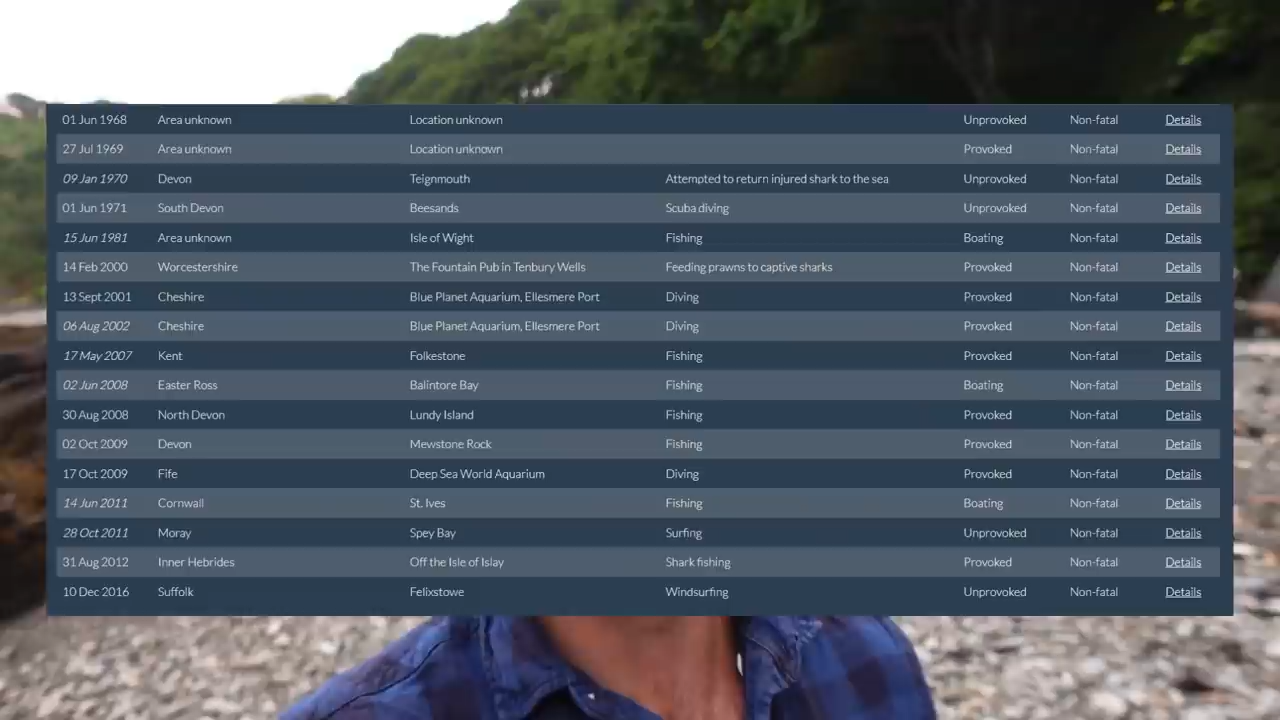 01 Jun 1968 Area unknown Location unknown Unprovoked Non-fatal Details
27 Jul 1969 Area unknown Location unknown Provoked Non-fatal Details
09 Jan 1970 Devon Teignmouth Attempted to return injured shark to the sea Unprovoked Non-fatal Details
01 Jun 1971 South Devon Beesands Scuba diving Unprovoked Non-fatal Details
15 Jun 1981 Area unknown Isle of Wight Fishing Boating Non-fatal Details
14 Feb 2000 Worcestershire The Fountain Pub in Tenbury Wells Feeding prawns to captive sharks Provoked Non-fatal Details
13 Sept 2001 Cheshire Blue Planet Aquarium, Ellesmere Port Diving Provoked Non-fatal Details
06 Aug 2002 Cheshire Blue Planet Aquarium, Ellesmere Port Diving Provoked Non-fatal Details
17 May 2007 Kent Folkestone Fishing Provoked Non-fatal Details
02 Jun 2008 Easter Ross Balintore Bay Fishing Boating Non-fatal Details
30 Aug 2008 North Devon Lundy Island Fishing Provoked Non-fatal Details
02 Oct 2009 Devon Mewstone Rock Fishing Provoked Non-fatal Details
17 Oct 2009 Fife Deep Sea World Aquarium Diving Provoked Non-fatal Details
14 Jun 2011 Cornwall St. Ives Fishing Boating Non-fatal Details
28 Oct 2011 Moray Spey Bay Surfing Unprovoked Non-fatal Details
31 Aug 2012 Inner Hebrides Off the Isle of Islay Shark fishing Provoked Non-fatal Details
10 Dec 2016 Suffolk Felixstowe Windsurfing Unprovoked Non-fatal Details